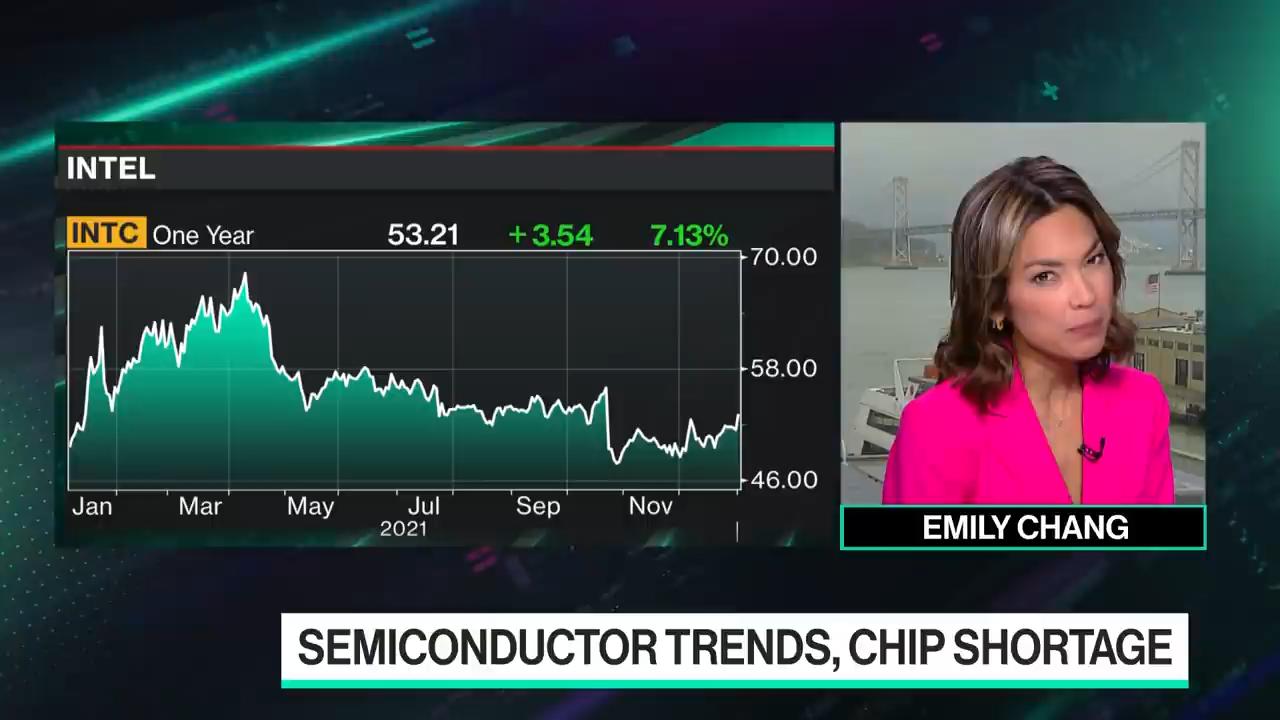 INTEL
INTC One Year 53.21 +3.54 7.13%
70.00
58.00
46.00
Jan Mar May Jul Sep Nov
2021
EMILY CHANG
SEMICONDUCTOR TRENDS, CHIP SHORTAGE